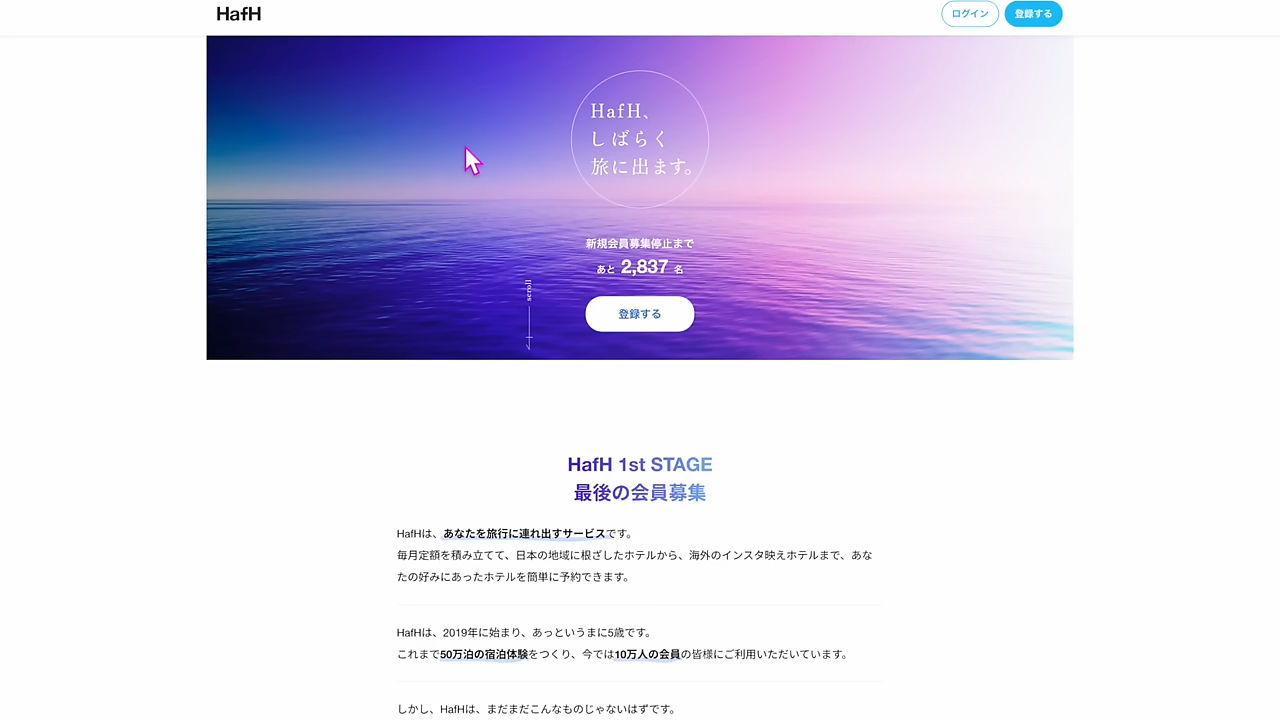 HafH
ログイン
登録する
HafH、
しばらく
旅に出ます。
新規会員募集停止まで
あと 2,837 名
scroll
登録する
HafH 1st STAGE
最後の会員募集
HafHは、あなたを旅行に連れ出すサービスです。
毎月定額を積み立てて、日本の地域に根ざしたホテルから、海外のインスタ映えホテルまで、あな
たの好みにあったホテルを簡単に予約できます。
HafHは、2019年に始まり、あっというまに5歳です。
これまで50万泊の宿泊体験をつくり、今では10万人の会員の皆様にご利用いただいています。
しかし、HafHは、まだまだこんなものじゃないはずです。